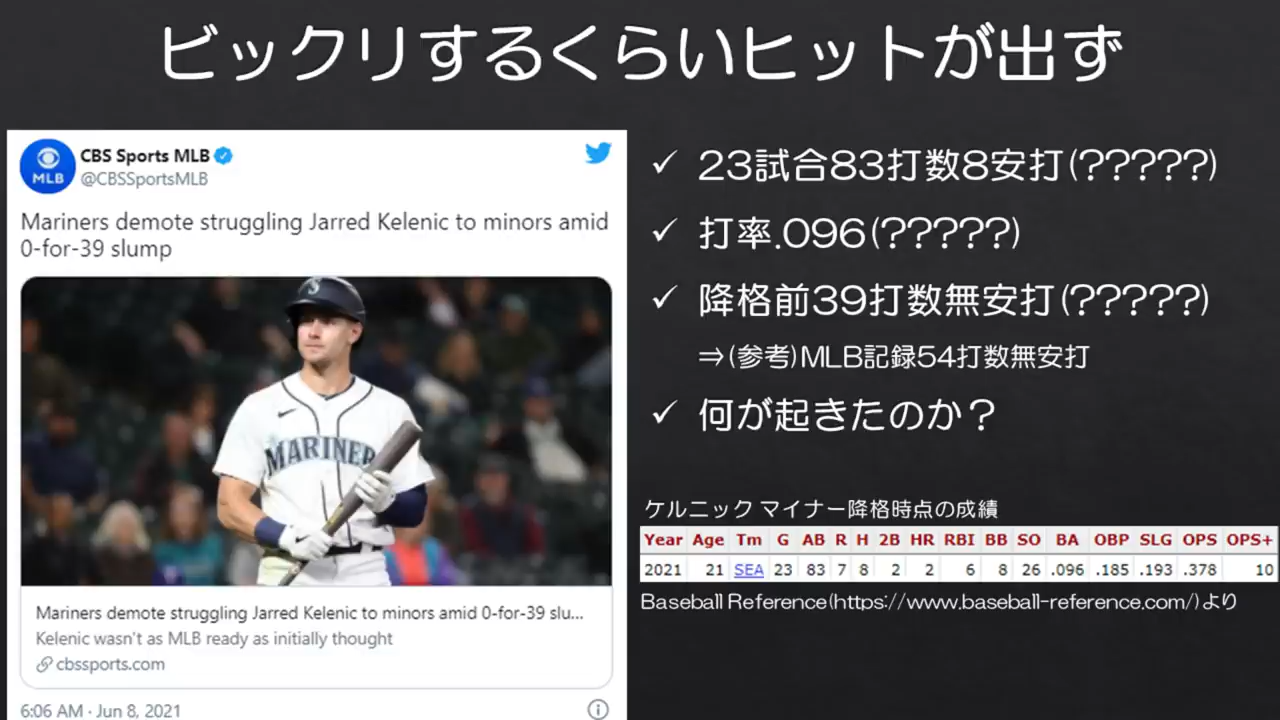 ビックリするくらいヒットが出ず
CBS Sports MLB
@CBSSportsMLB
MLB
Mariners demote struggling Jarred Kelenic to minors amid
0-for-39 slump
S
MARINER
Mariners demote struggling Jarred Kelenic to minors amid 0-for-39 slu...
Kelenic wasn't as MLB ready as initially thought
cbssports.com
6:06 AM · Jun 8, 2021
✓ 23試合83打数8安打(?????)
✓ 打率.096(?????)
✓ 降格前39打数無安打(?????)
⇒(参考)MLB記録54打数無安打
✓ 何が起きたのか？
ケルニック マイナー降格時点の成績
Year Age Tm G AB R H 2B HR RBI BB SO BA OBP SLG OPS OPS+
2021 21 SEA 23 83 7 8 2 2 6 8 26 .096 .185 .193 .378 10
Baseball Reference(https://www.baseball-reference.com/)より